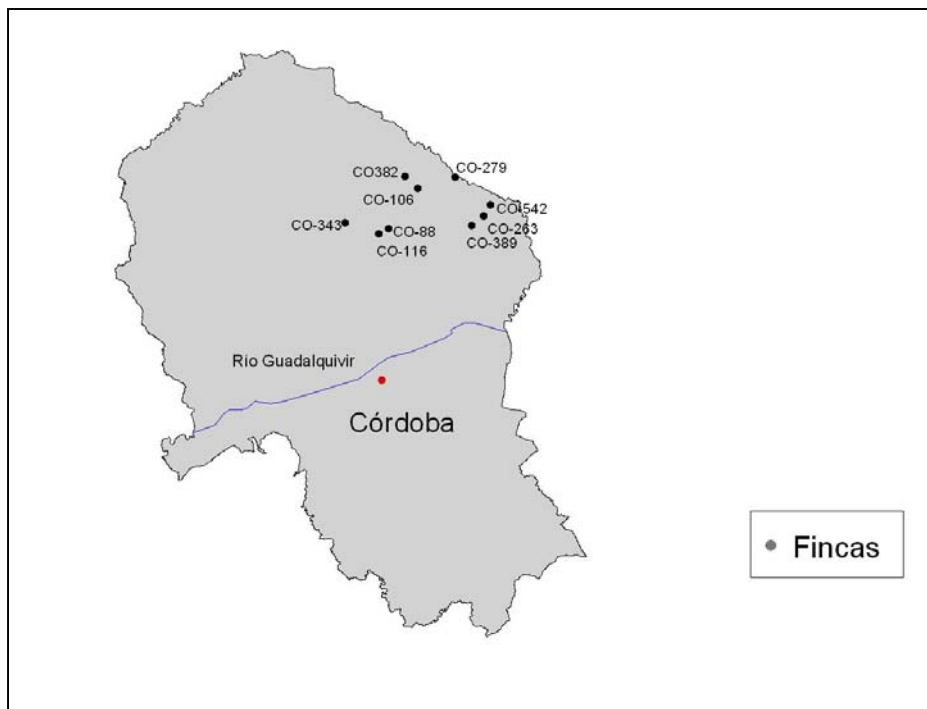 CO-279
CO382
CO-106
CO-542
CO-343
CO-88
CO-263
CO-389
CO-116
Rio Guadalquivir
Córdoba
Fincas